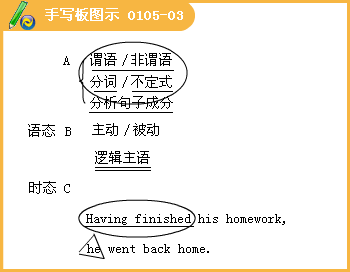 手写板图示 0105-03
A 谓语/非谓语
分词/不定式
分析句子成分
语态 B 主动/被动
逻辑主语
时态 C
Having finished his homework,
he went back home.